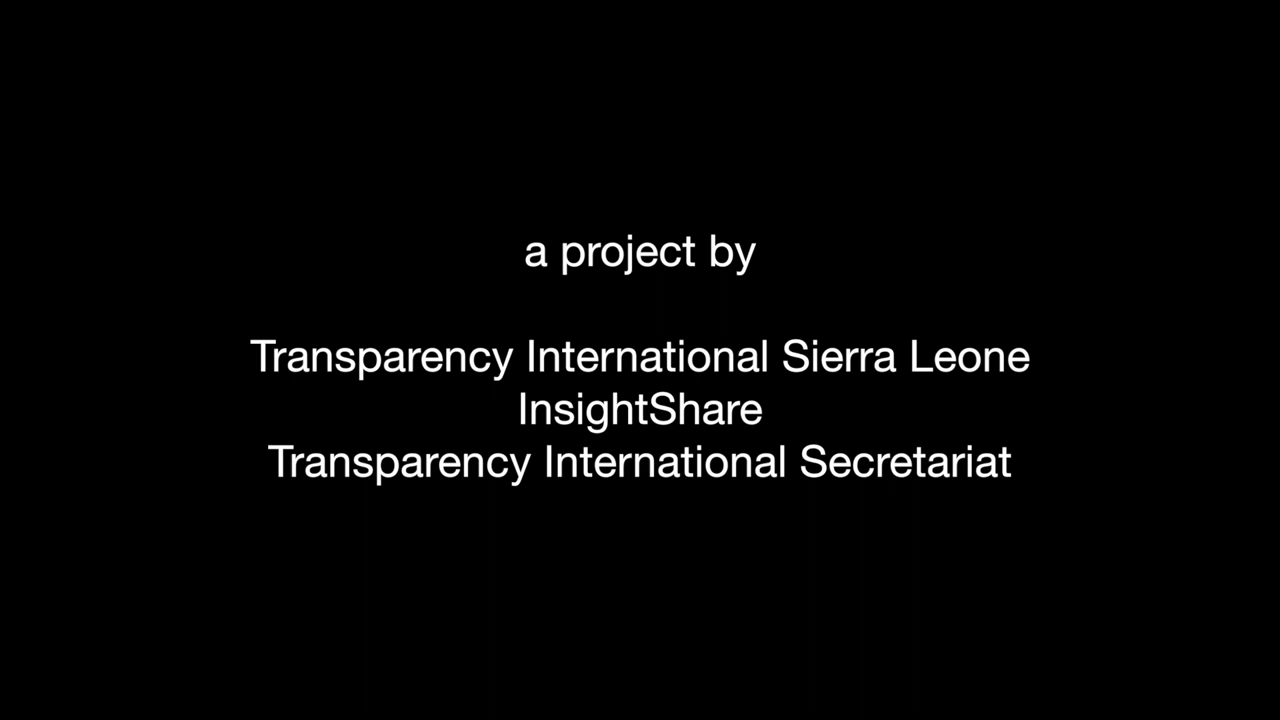 a project by
Transparency International Sierra Leone
InsightShare
Transparency International Secretariat